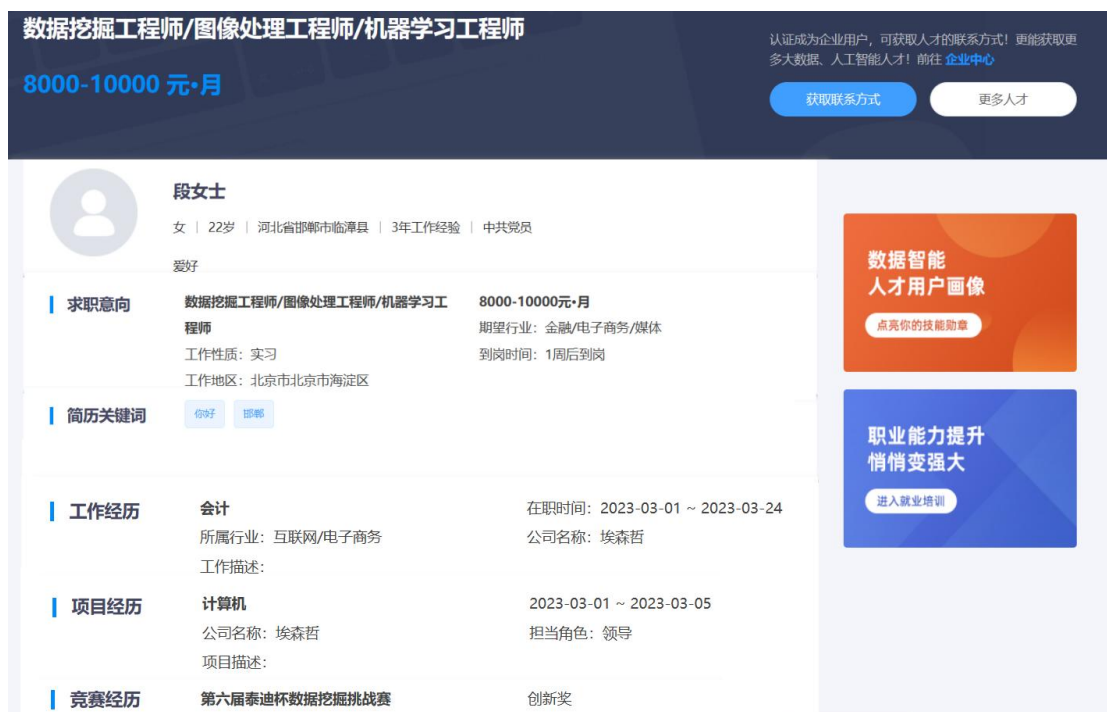 数据挖掘工程师/图像处理工程师/机器学习工程师
8000-10000 元·月
认证成为企业用户，可获取人才的联系方式！更能获取更
多大数据、人工智能人才！前往 企业中心
获取联系方式
更多人才
段女士
女 | 22岁 | 河北省邯郸市临漳县 | 3年工作经验 | 中共党员
爱好
求职意向
数据挖掘工程师/图像处理工程师/机器学习工
程师
工作性质：实习
工作地区：北京市北京市海淀区
8000-10000元·月
期望行业：金融/电子商务/媒体
到岗时间：1周后到岗
简历关键词
你好
邯郸
工作经历
会计
在职时间：2023-03-01 ~ 2023-03-24
所属行业：互联网/电子商务
公司名称：埃森哲
工作描述：
项目经历
计算机
2023-03-01 ~ 2023-03-05
公司名称：埃森哲
担当角色：领导
项目描述：
竞赛经历
第六届泰迪杯数据挖掘挑战赛
创新奖
数据智能
人才用户画像
点亮你的技能勋章
职业能力提升
悄悄变强大
进入就业培训